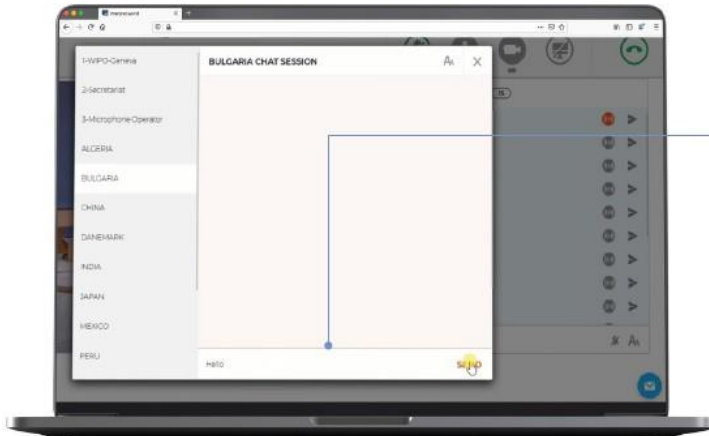 1-WIPO-Geneva
BULGARIA CHAT SESSION
AA
2-Secretariat
3-Microphone Operator
ALGERIA
BULGARIA
CHINA
DANEMARK
INDIA
JAPAN
MEXICO
PERU
Hello
SEND